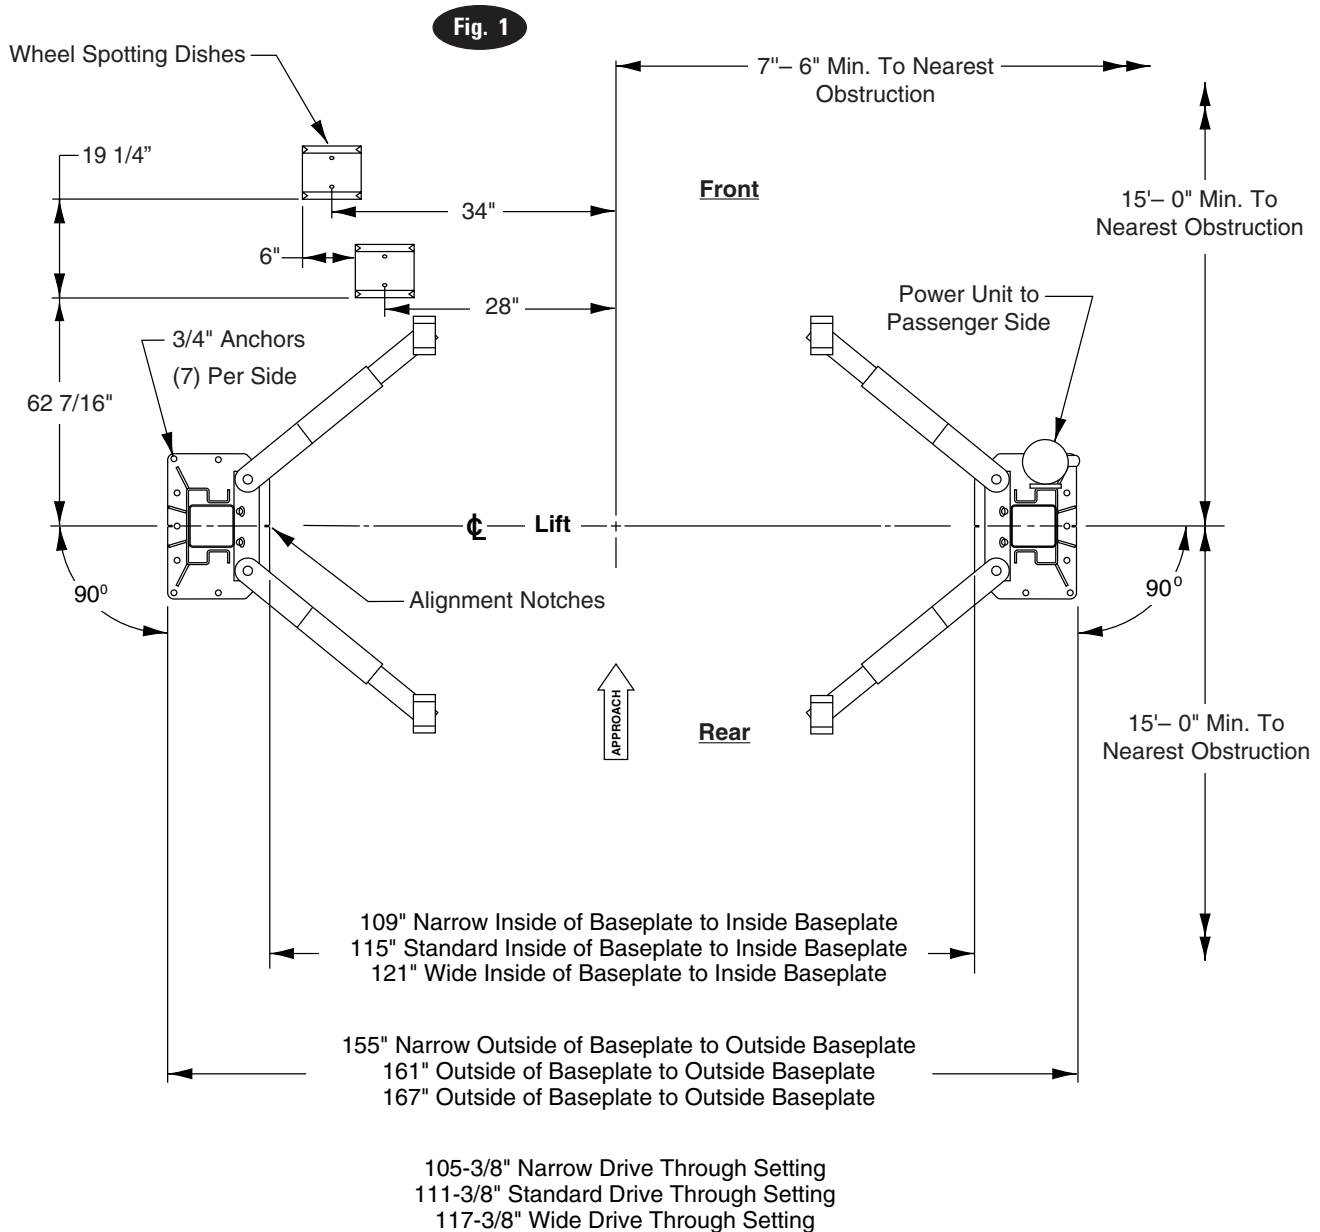 Fig. 1
Wheel Spotting Dishes
7"– 6" Min. To Nearest
Obstruction
19 1/4”
Front
15'– 0" Min. To
Nearest Obstruction
34"
6"
28"
Power Unit to
Passenger Side
3/4" Anchors
(7) Per Side
62 7/16"
℄ Lift
90⁰
90⁰
Alignment Notches
APPROACH
Rear
15'– 0" Min. To
Nearest Obstruction
109" Narrow Inside of Baseplate to Inside Baseplate
115" Standard Inside of Baseplate to Inside Baseplate
121" Wide Inside of Baseplate to Inside Baseplate
155" Narrow Outside of Baseplate to Outside Baseplate
161" Outside of Baseplate to Outside Baseplate
167" Outside of Baseplate to Outside Baseplate
105-3/8" Narrow Drive Through Setting
111-3/8" Standard Drive Through Setting
117-3/8" Wide Drive Through Setting